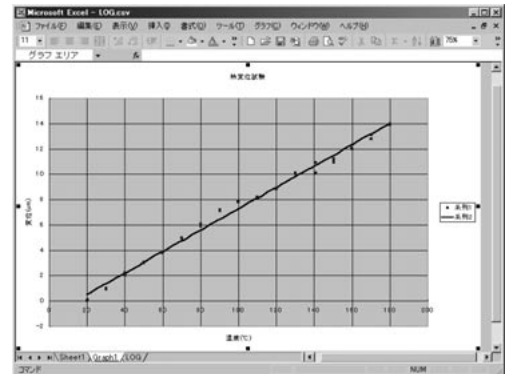 Microsoft Excel - LOG.csv
ファイル(F) 編集(E) 表示(V) 挿入(I) 書式(O) ツール(T) グラフ(C) ウィンドウ(W) ヘルプ(H)
11 75%
グラフ エリア fx
熱変位試験
16
14
12
10
8
6
4
2
0
-2
0 20 40 60 80 100 120 140 160 180 200
変位(um)
温度(℃)
系列1
系列2
Sheet1 Graph1 LOG
コマンド NUM